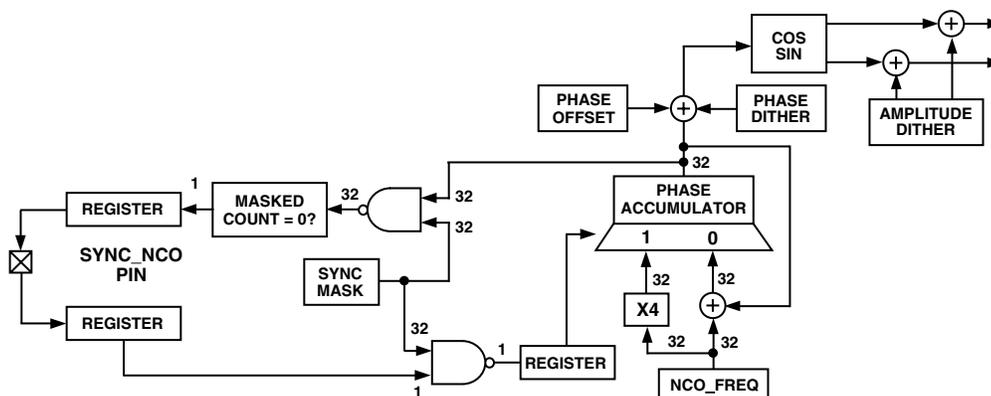 COS
SIN
PHASE
OFFSET
PHASE
DITHER
AMPLITUDE
DITHER
32
PHASE
ACCUMULATOR
1 0
32
32
32
MASKED
COUNT = 0?
1
REGISTER
SYNC_NCO
PIN
REGISTER
SYNC
MASK
32
1
1
REGISTER
32
X4
32
32
32
NCO_FREQ